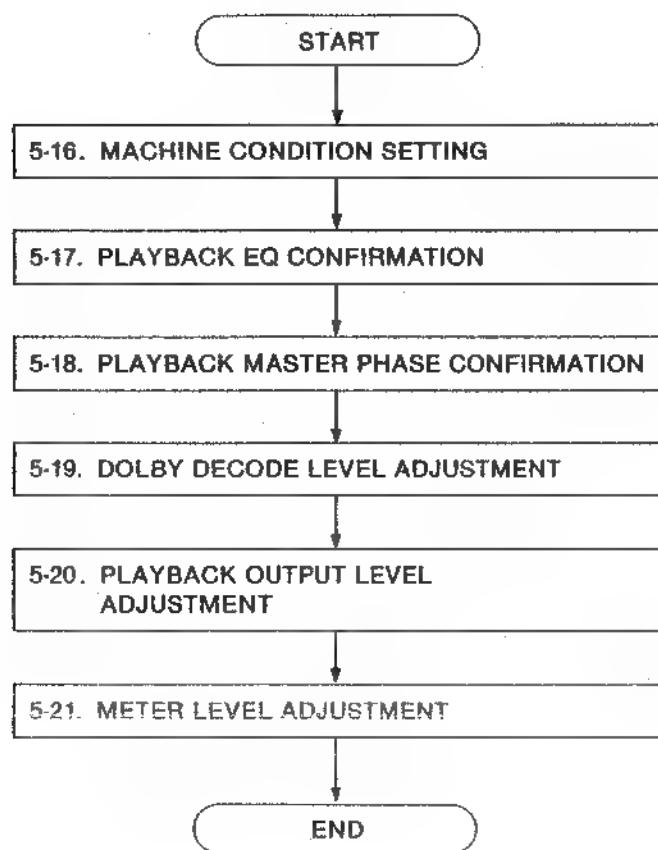 START
5-16. MACHINE CONDITION SETTING
5-17. PLAYBACK EQ CONFIRMATION
5-18. PLAYBACK MASTER PHASE CONFIRMATION
5-19. DOLBY DECODE LEVEL ADJUSTMENT
5-20. PLAYBACK OUTPUT LEVEL
ADJUSTMENT
5-21. METER LEVEL ADJUSTMENT
END